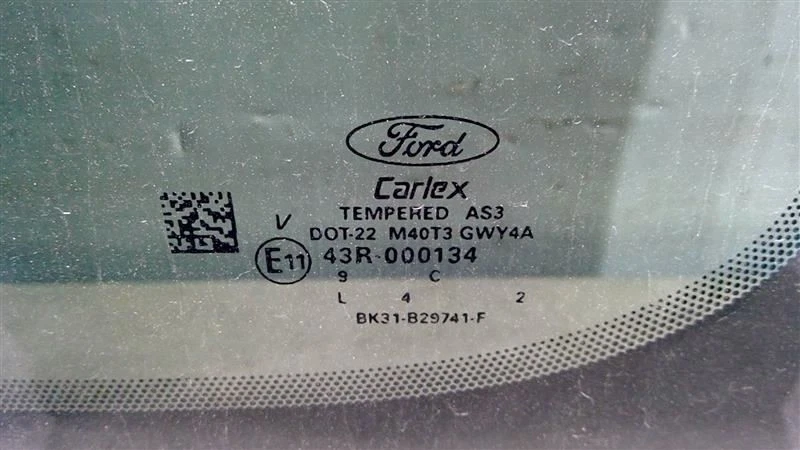 Ford
Carlex
TEMPERED AS3
V DOT-22 M40T3 GWY4A
E11 43R-000134
9 C
L 4 2
BK31-B29741-F